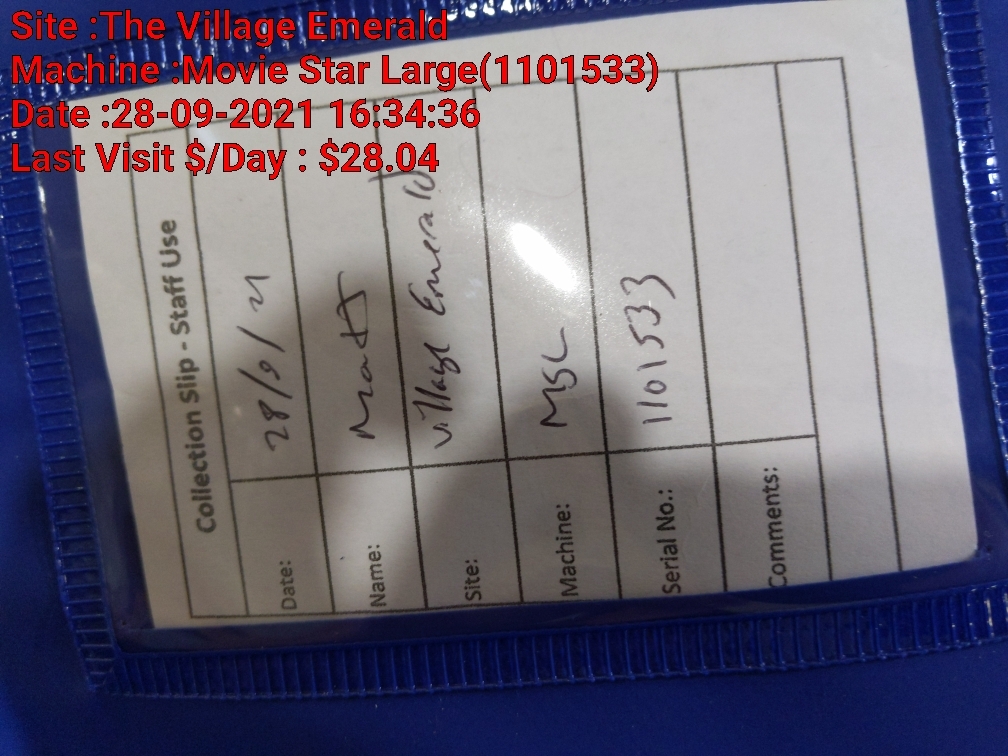 Site :The Village Emerald
Machine :Movie Star Large(1101533)
Date :28-09-2021 16:34:36
Last Visit $/Day : $28.04
Collection Slip - Staff Use
Date: 28/9/21
Name:
Site: Village Emerald
Machine: MSL
Serial No.: 1101533
Comments: